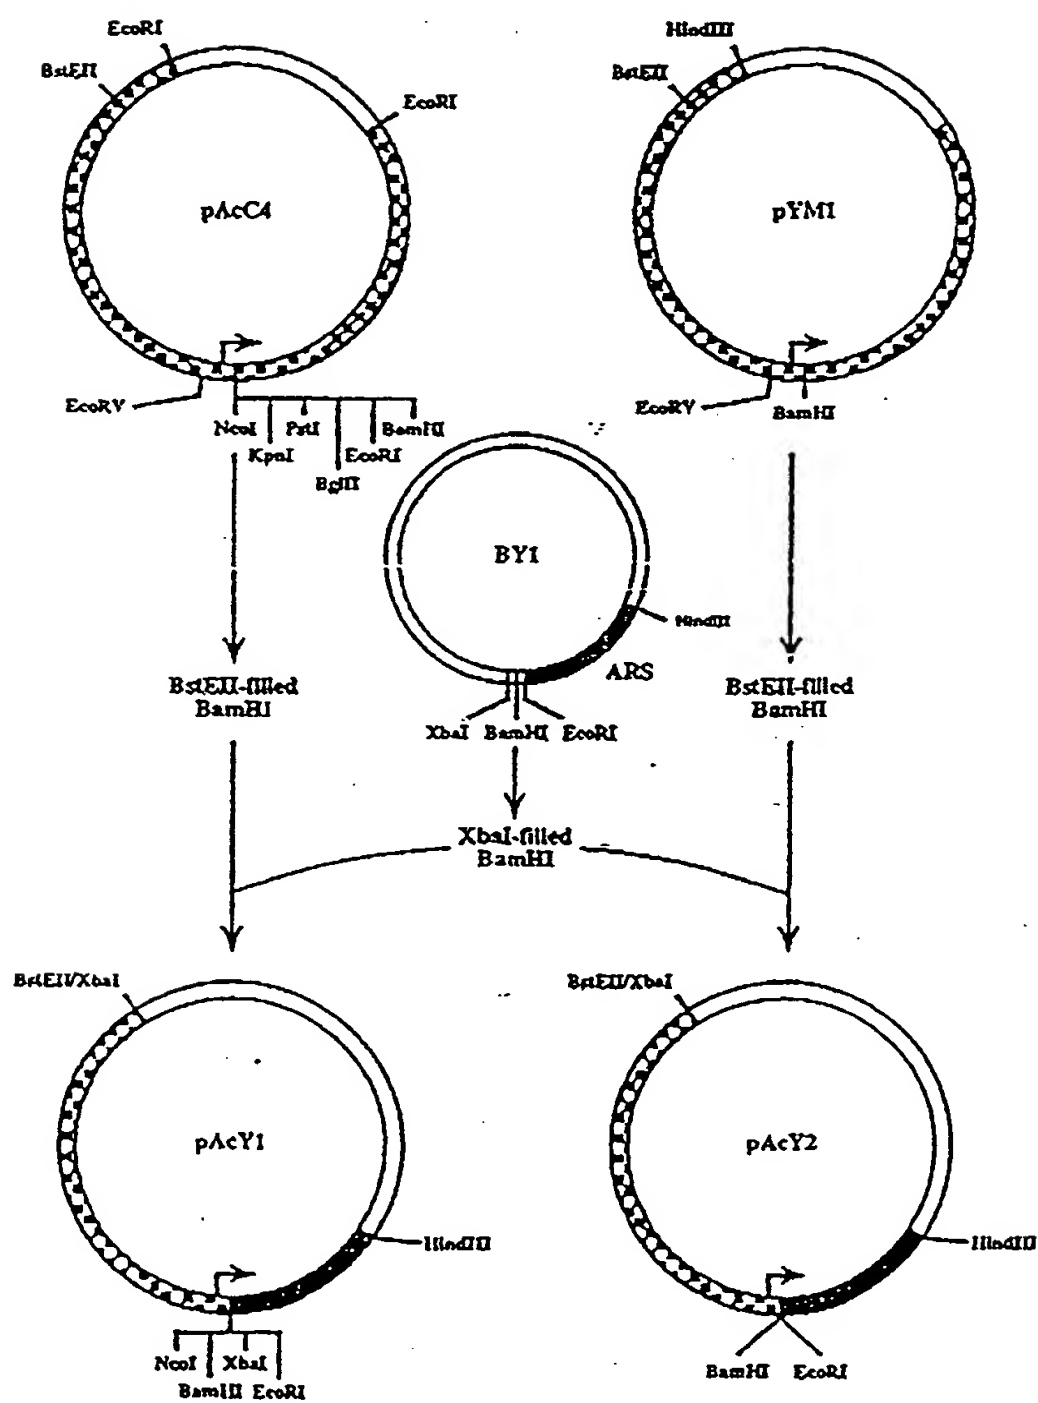 EcoRI
BstEII
EcoRI
pAcC4
EcoRV
NcoI
PstI
BamHI
KpnI
EcoRI
BglII
HindIII
BstEII
pYM1
EcoRV
BamHI
BY1
HindIII
ARS
XbaI BamHI EcoRI
BstEII-filled
BamHI
BstEII-filled
BamHI
XbaI-filled
BamHI
BstEII/XbaI
pAcY1
HindIII
NcoI XbaI
BamHI EcoRI
BstEII/XbaI
pAcY2
HindIII
BamHI EcoRI